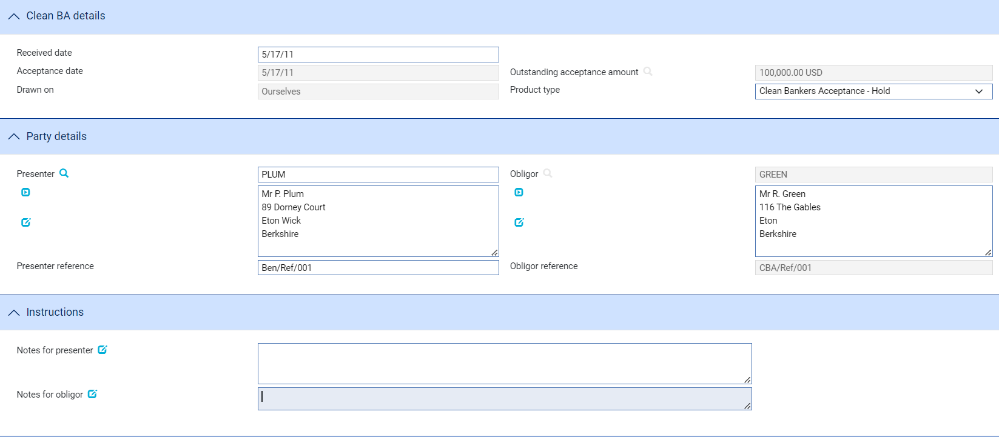 Clean BA details
Received date 5/17/11
Acceptance date 5/17/11 Outstanding acceptance amount 100,000.00 USD
Drawn on Ourselves Product type Clean Bankers Acceptance - Hold
Party details
Presenter PLUM Obligor GREEN
Mr P. Plum Mr R. Green
89 Dorney Court 116 The Gables
Eton Wick Eton
Berkshire Berkshire
Presenter reference Ben/Ref/001 Obligor reference CBA/Ref/001
Instructions
Notes for presenter
Notes for obligor